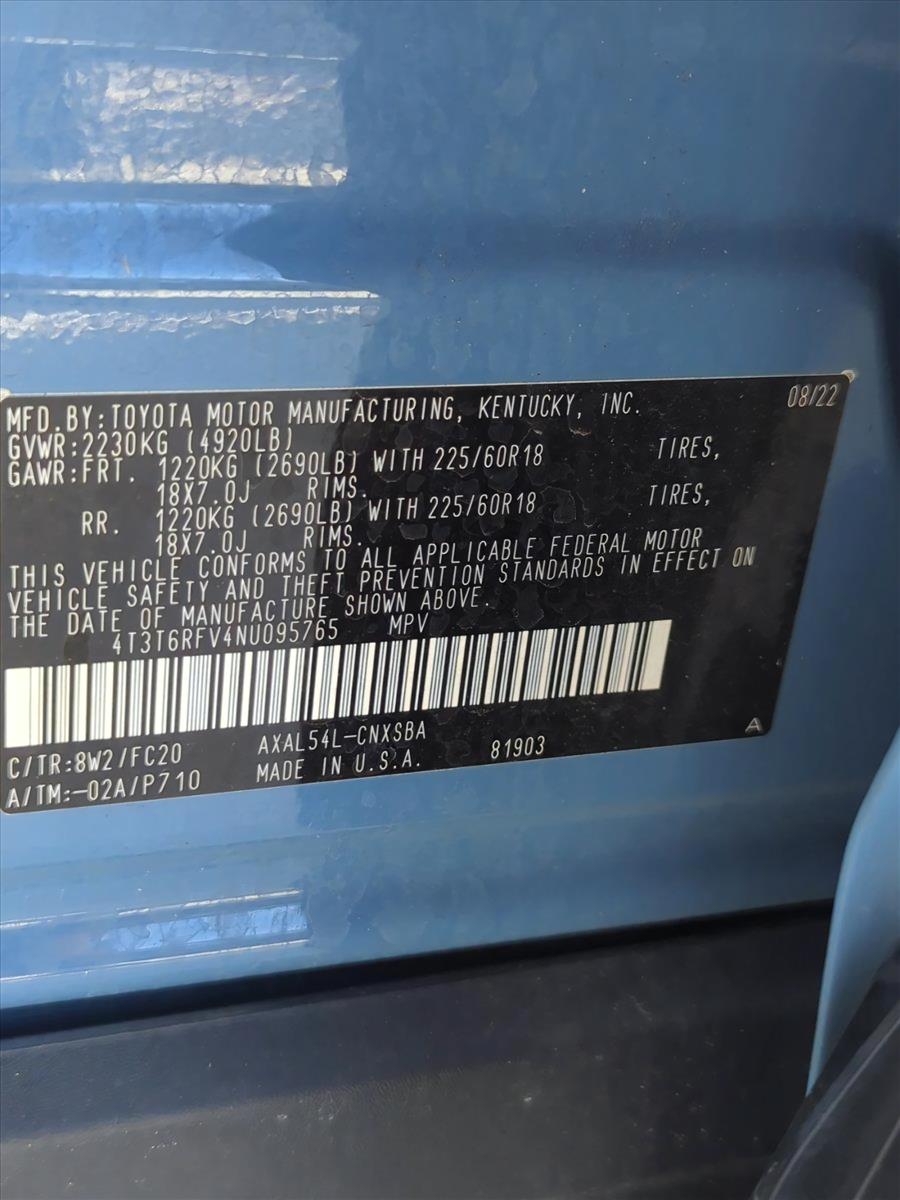 MFD.BY:TOYOTA MOTOR MANUFACTURING, KENTUCKY, INC. 08/22
GVWR:2230KG (4920LB)
GAWR:FRT. 1220KG (2690LB) WITH 225/60R18 TIRES,
18X7.0J RIMS.
RR. 1220KG (2690LB) WITH 225/60R18 TIRES,
18X7.0J RIMS.
THIS VEHICLE CONFORMS TO ALL APPLICABLE FEDERAL MOTOR
VEHICLE SAFETY AND THEFT PREVENTION STANDARDS IN EFFECT ON
THE DATE OF MANUFACTURE SHOWN ABOVE.
4T3T6RFV4NU095765 MPV
C/TR:8W2/FC20 AXAL54L-CNXSBA A
A/TM:-02A/P710 MADE IN U.S.A. 81903